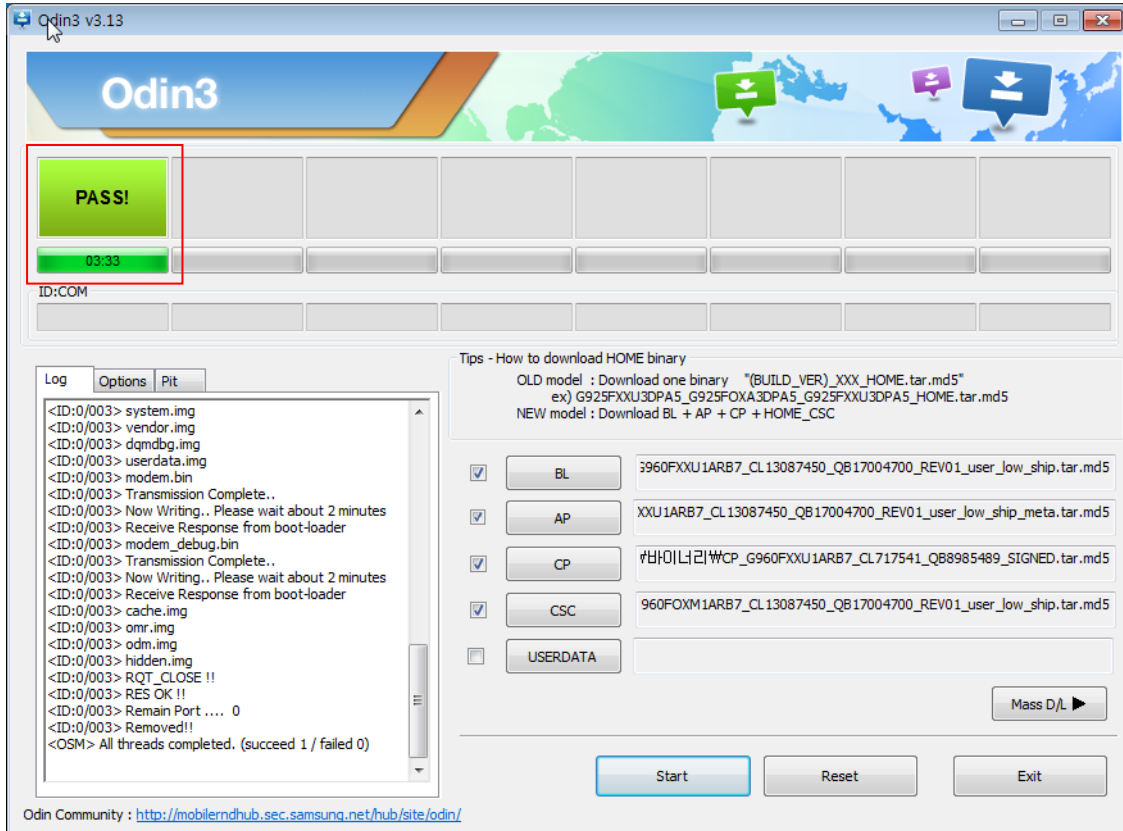 Odin3 v3.13
Odin3
PASS!
03:33
ID:COM
Log
Options
Pit
<ID:0/003> system.img
<ID:0/003> vendor.img
<ID:0/003> dqmdbg.img
<ID:0/003> userdata.img
<ID:0/003> modem.bin
<ID:0/003> Transmission Complete..
<ID:0/003> Now Writing.. Please wait about 2 minutes
<ID:0/003> Receive Response from boot-loader
<ID:0/003> modem_debug.bin
<ID:0/003> Transmission Complete..
<ID:0/003> Now Writing.. Please wait about 2 minutes
<ID:0/003> Receive Response from boot-loader
<ID:0/003> cache.img
<ID:0/003> omr.img
<ID:0/003> odm.img
<ID:0/003> hidden.img
<ID:0/003> RQT_CLOSE !!
<ID:0/003> RES OK !!
<ID:0/003> Remain Port .... 0
<ID:0/003> Removed!!
<OSM> All threads completed. (succeed 1 / failed 0)
Tips - How to download HOME binary
OLD model : Download one binary "(BUILD_VER)_XXX_HOME.tar.md5"
ex) G925FXXU3DPA5_G925FOXA3DPA5_G925FXXU3DPA5_HOME.tar.md5
NEW model : Download BL + AP + CP + HOME_CSC
BL
G960FXXU1ARB7_CL13087450_QB17004700_REV01_user_low_ship.tar.md5
AP
XXU1ARB7_CL13087450_QB17004700_REV01_user_low_ship_meta.tar.md5
CP
바이너리₩CP_G960FXXU1ARB7_CL717541_QB8985489_SIGNED.tar.md5
CSC
960FOXM1ARB7_CL13087450_QB17004700_REV01_user_low_ship.tar.md5
USERDATA
Mass D/L ▶
Start
Reset
Exit
Odin Community : http://mobilerndhub.sec.samsung.net/hub/site/odin/